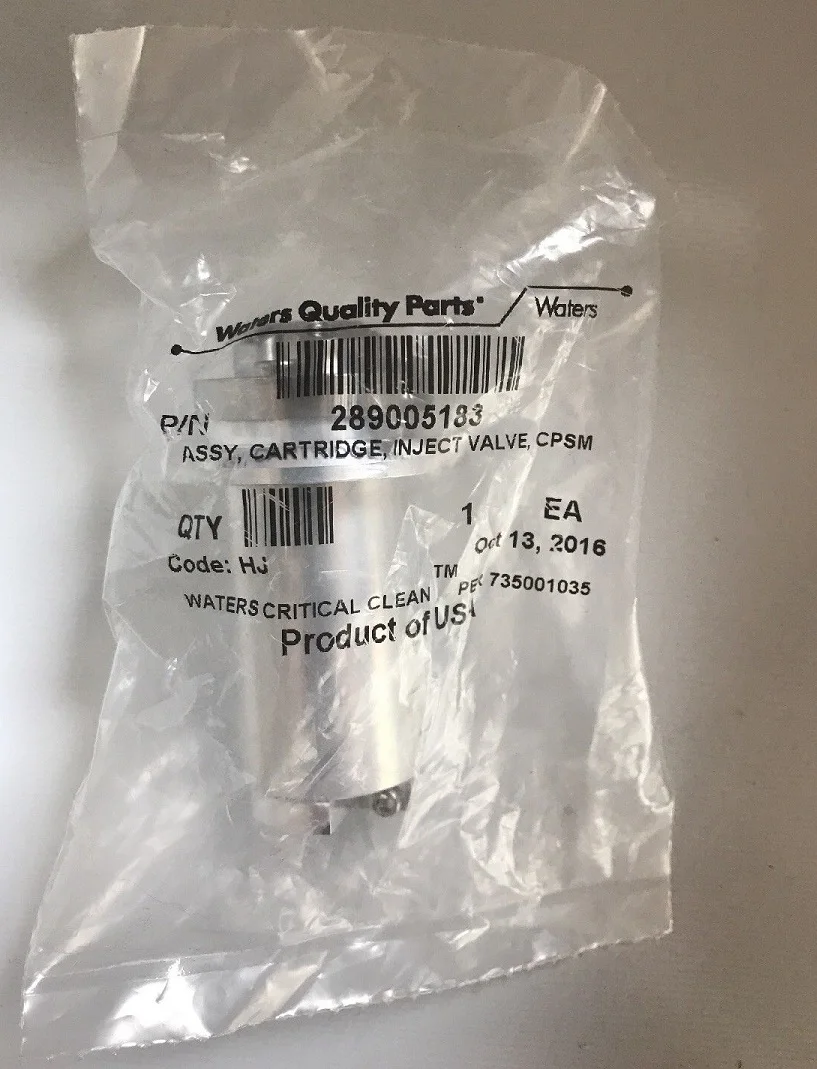 Waters Quality Parts
Waters
P/N 289005183
ASSY, CARTRIDGE, INJECT VALVE, CPSM
QTY 1 EA
Oct 13, 2016
Code: HJ
WATERS CRITICAL CLEAN ™ PER 735001035
Product of USA